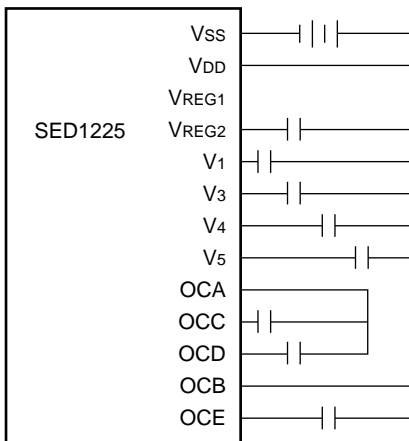 VSS
VDD
VREG1
SED1225
VREG2
V1
V3
V4
V5
OCA
OCC
OCD
OCB
OCE